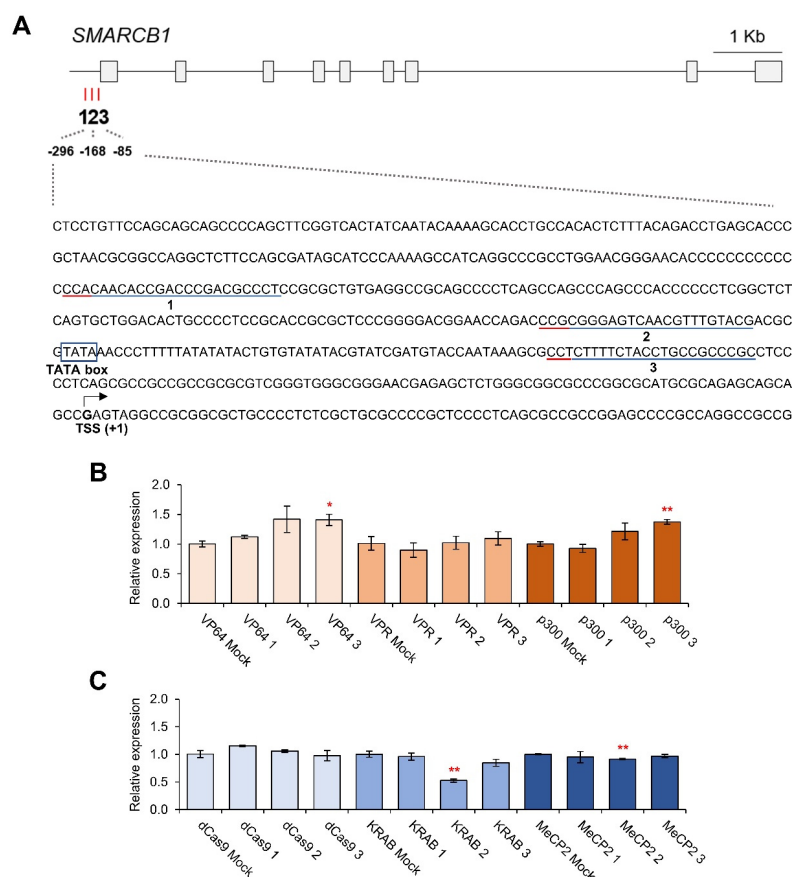 A
SMARCB1
1 Kb
123
-296 -168 -85
CTCCTGTTCCAGCAGCAGCCCCAGCTTCGGTCACTATCAATACAAAAGCACCTGCCACACTCTTTACAGACCTGAGCACCC
GCTAACGCGGCCAGGCTCTTCCAGCGATAGCATCCCAAAAGCCATCAGGCCCGCCTGGAACGGGAACACCCCCCCCCCCC
CCCACAACACCGACCCGACGCCCTCCGCGCTGTGAGGCCGCAGCCCCTCAGCCAGCCCAGCCCACCCCCCTCGGCTCT
1
CAGTGCTGGACACTGCCCCTCCGCACCGCGCTCCCGGGGACGGAACCAGACCCGCGGGAGTCAACGTTTGTACGACGC
2
GTATAAACCCTTTTTATATATACTGTGTATATACGTATCGATGTACCAATAAAGCGCCTCTTTTCTACCTGCCGCCCGCCTCC
TATA box
3
CCTCAGCGCCGCCGCCGCGCGTCGGGTGGGCGGGAACGAGAGCTCTGGGCGGCGCCCGGCGCATGCGCAGAGCAGCA
GCCGAGTAGGCCGCGGCGCTGCCCCTCTCGCTGCGCCCCGCTCCCCTCAGCGCCGCCGGAGCCCCGCCAGGCCGCCG
TSS (+1)
B
Relative expression
2.0
1.5
1.0
0.5
0.0
*
**
VP64 Mock
VP64 1
VP64 2
VP64 3
VPR Mock
VPR 1
VPR 2
VPR 3
p300 Mock
p300 1
p300 2
p300 3
C
Relative expression
2.0
1.5
1.0
0.5
0.0
**
**
dCas9 Mock
dCas9 1
dCas9 2
dCas9 3
KRAB Mock
KRAB 1
KRAB 2
KRAB 3
MeCP2 Mock
MeCP2 1
MeCP2 2
MeCP2 3